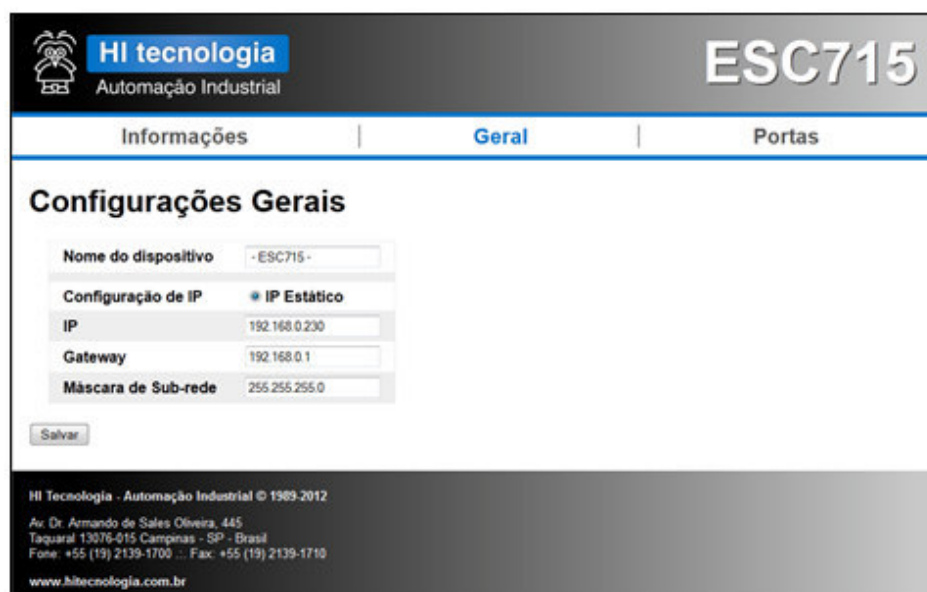 HI tecnologia
Automação Industrial
ESC715
Informações | Geral | Portas
Configurações Gerais
Nome do dispositivo - ESC715 -
Configuração de IP IP Estático
IP 192.168.0.230
Gateway 192.168.0.1
Máscara de Sub-rede 255.255.255.0
Salvar
HI Tecnologia - Automação Industrial © 1989-2012
Av. Dr. Armando de Sales Oliveira, 445
Taquaral 13076-015 Campinas - SP - Brasil
Fone: +55 (19) 2139-1700 .:. Fax: +55 (19) 2139-1710
www.hitecnologia.com.br